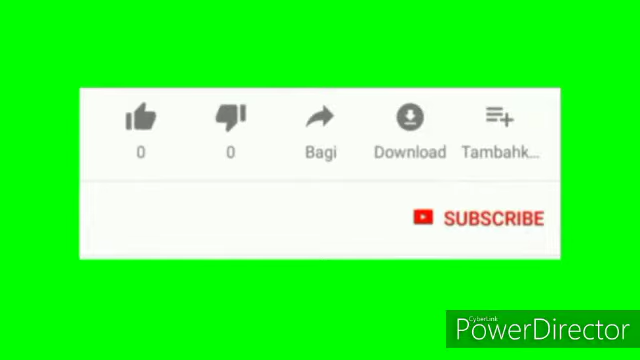 0 0 Bagi Download Tambahk...
SUBSCRIBE
CyberLink
PowerDirector